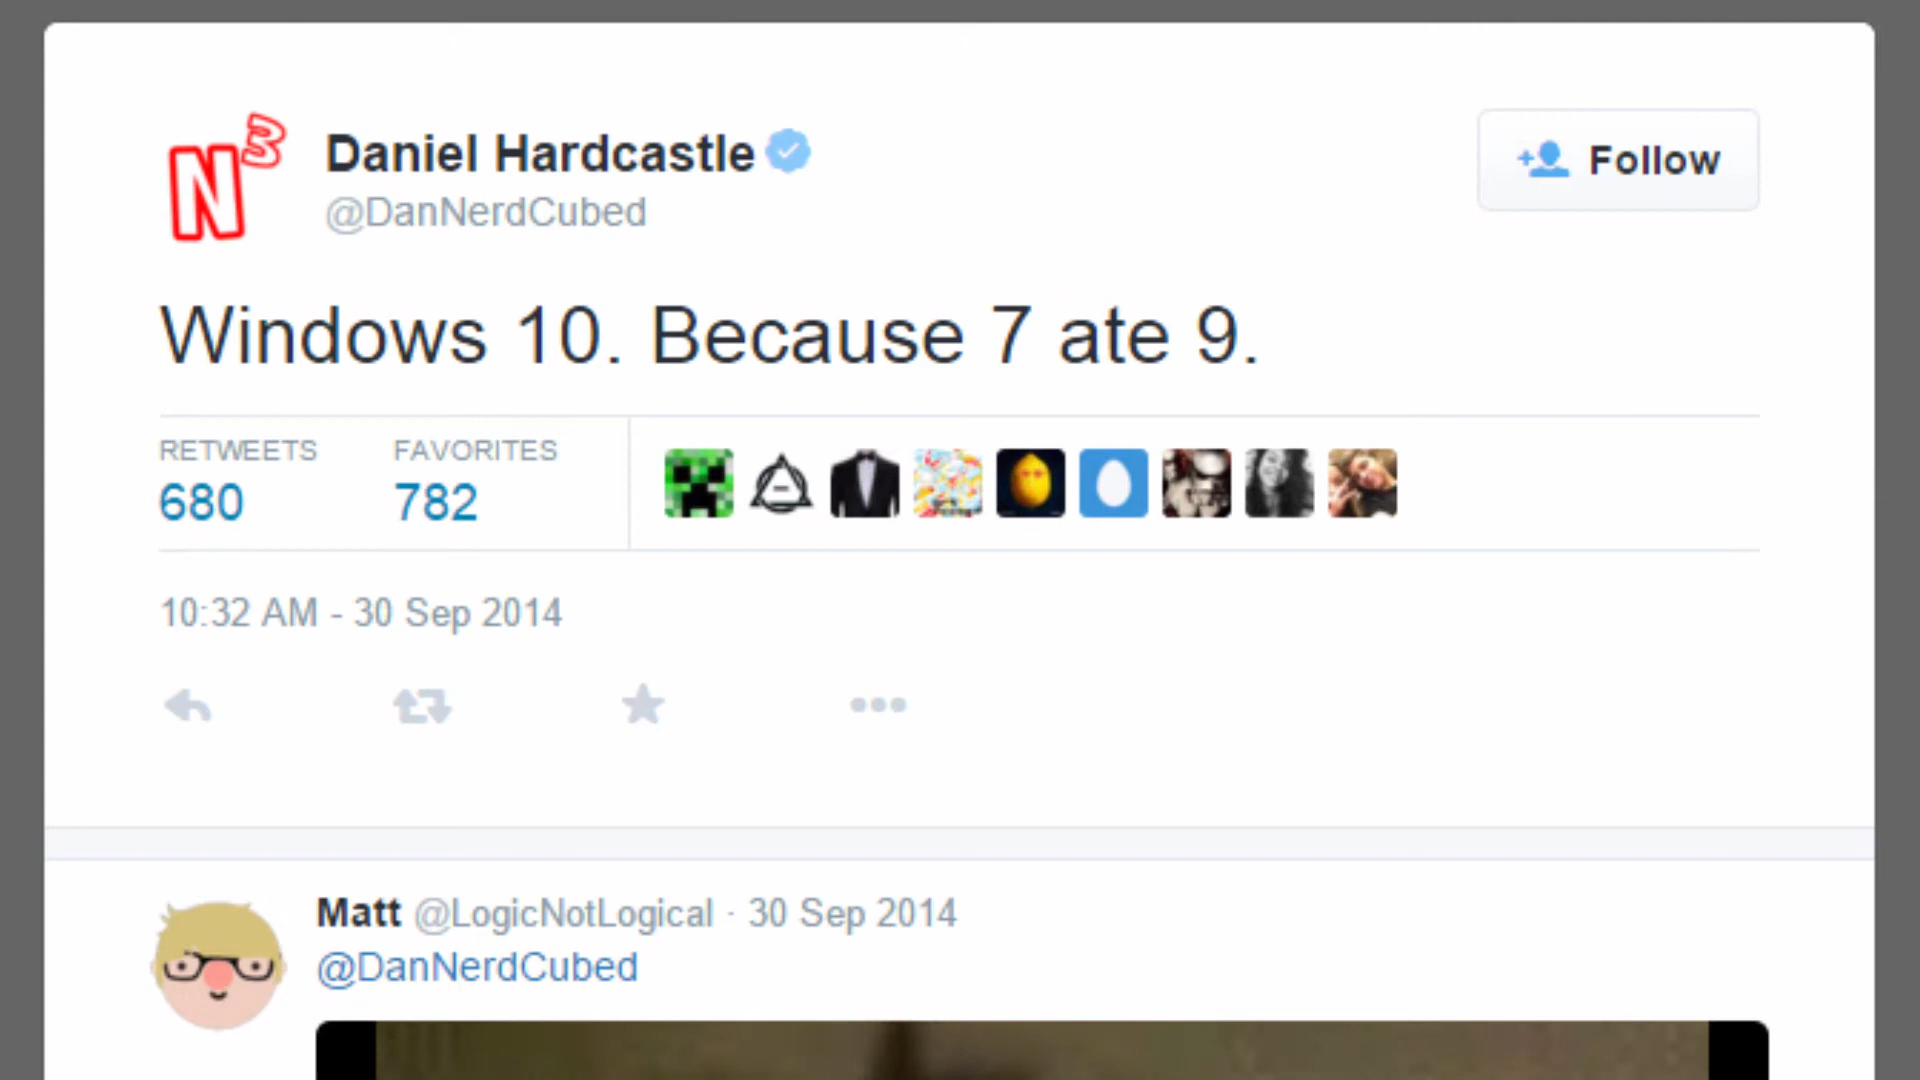 N3
Daniel Hardcastle
@DanNerdCubed
Follow
Windows 10. Because 7 ate 9.
RETWEETS FAVORITES
680 782
10:32 AM - 30 Sep 2014
Matt @LogicNotLogical · 30 Sep 2014
@DanNerdCubed